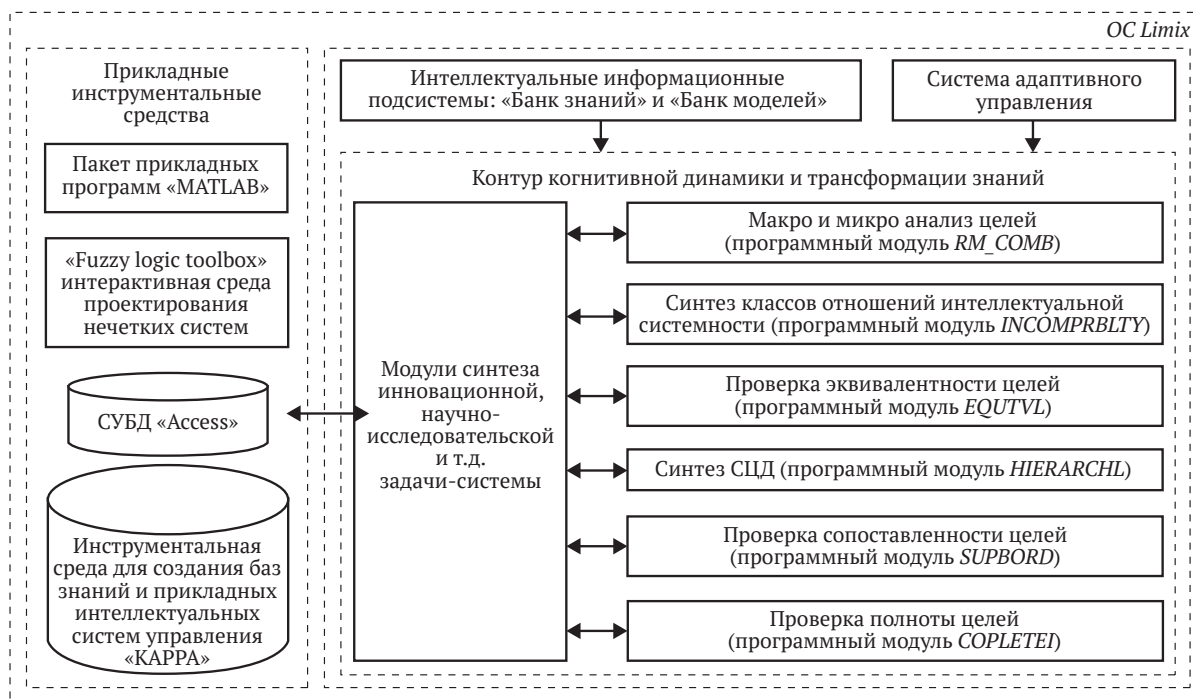 ОС Limix
Прикладные
инструментальные
средства
Пакет прикладных
программ «MATLAB»
«Fuzzy logic toolbox»
интерактивная среда
проектирования
нечетких систем
СУБД «Access»
Инструментальная
среда для создания баз
знаний и прикладных
интеллектуальных
систем управления
«KAPPA»
Интеллектуальные информационные
подсистемы: «Банк знаний» и «Банк моделей»
Система адаптивного
управления
Контур когнитивной динамики и трансформации знаний
Модули синтеза
инновационной,
научно-
исследовательской
и т.д.
задачи-системы
Макро и микро анализ целей
(программный модуль RM_COMB)
Синтез классов отношений интеллектуальной
системности (программный модуль INCOMPRBLTY)
Проверка эквивалентности целей
(программный модуль EQUTVL)
Синтез СЦД (программный модуль HIERARCHL)
Проверка сопоставленности целей
(программный модуль SUPBORD)
Проверка полноты целей
(программный модуль COPLETEI)